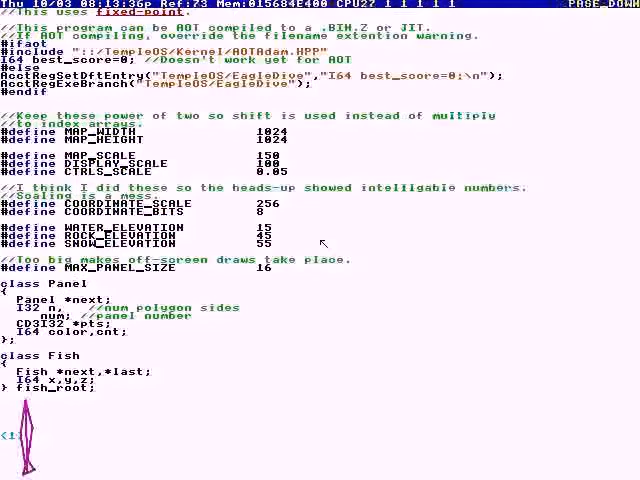 Thu 10/03 08:13:36p Ref:73 Mem:015684E400 CPU27 1 1 1 1 1 PAGE_DOWN
//This uses fixed-point.
//This program can be AOT compiled to a .BIN.Z or JIT.
//If AOT compiling, override the filename extention warning.
#ifaot
#include "::/TempleOS/Kernel/AOTAdam.HPP"
I64 best_score=0; //Doesn't work yet for AOT
#else
AcctRegSetDftEntry("TempleOS/EagleDive","I64 best_score=0;\n");
AcctRegExeBranch("TempleOS/EagleDive");
#endif
//Keep these power of two so shift is used instead of multiply
//to index arrays.
#define MAP_WIDTH 1024
#define MAP_HEIGHT 1024
#define MAP_SCALE 150
#define DISPLAY_SCALE 100
#define CTRLS_SCALE 0.05
//I think I did these so the heads-up showed inteliligable numbers.
//Scaling is a mess.
#define COORDINATE_SCALE 256
#define COORDINATE_BITS 8
#define WATER_ELEVATION 15
#define ROCK_ELEVATION 45
#define SNOW_ELEVATION 55
//Too big makes off-screen draws take place.
#define MAX_PANEL_SIZE 16
class Panel
{
Panel *next;
I32 n, //num polygon sides
num; //panel number
CD3I32 *pts;
I64 color,cnt;
};
class Fish
{
Fish *next,*last;
I64 x,y,z;
} fish_root;